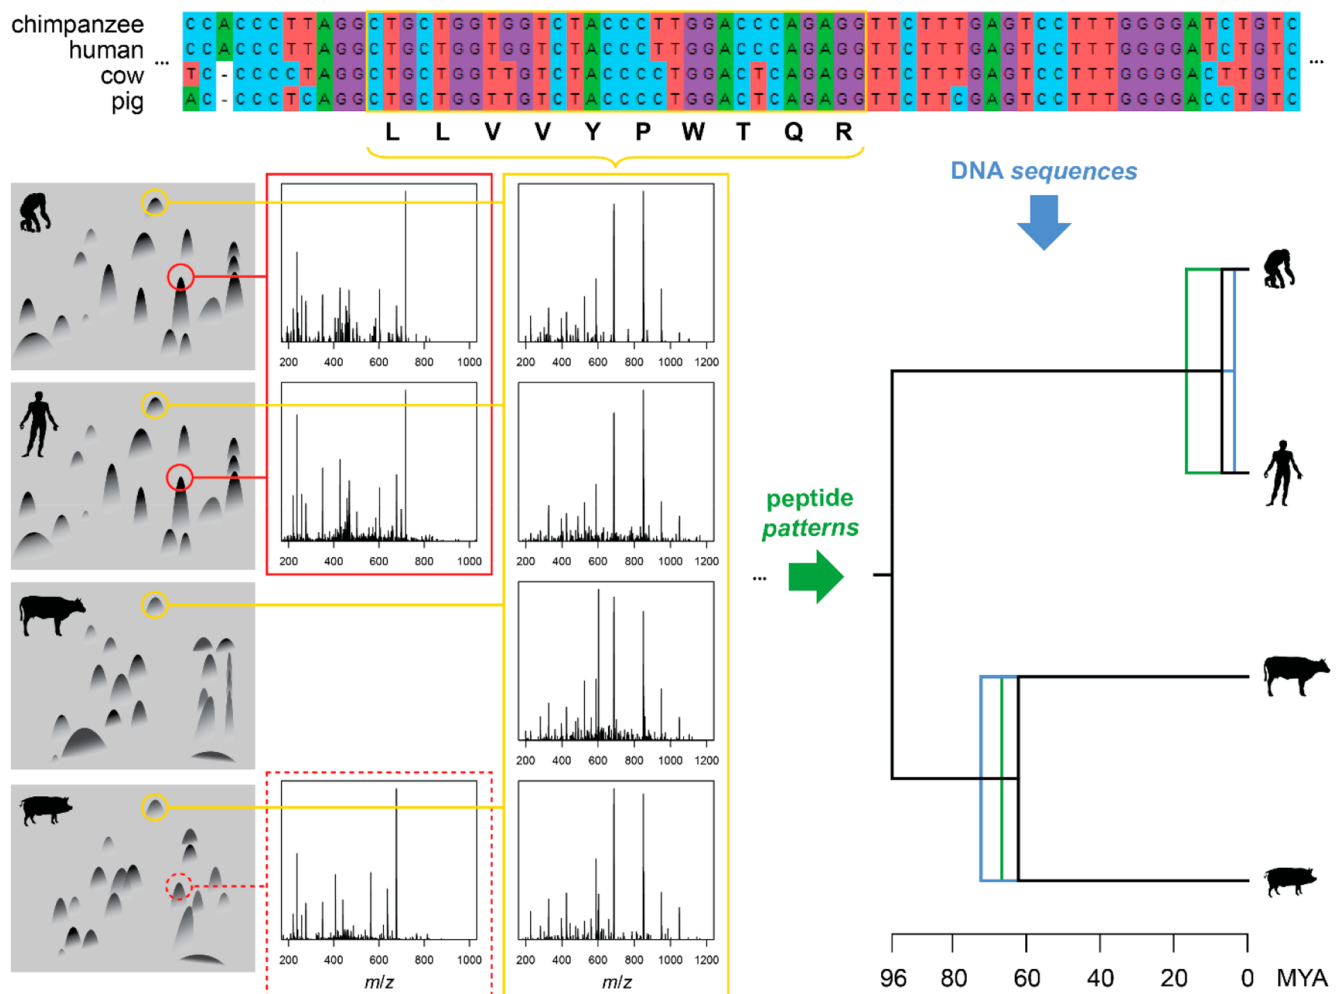 chimpanzee CCACCCTTAGGCTGCTGGTGGTCTACCCTTGGACCCAGAGGTTCTTTGAGTCCTTTGGGGATCTGTC
human CCACCCTTAGGCTGCTGGTGGTCTACCCTTGGACCCAGAGGTTCTTTGAGTCCTTTGGGGATCTGTC
... ...
cow TC-CCCCTAGGCTGCTGGTTGTCTACCCCTGGACTCAGAGGTTCTTTGAGTCCTTTGGGGACTTGTC
pig AC-CCCTCAGGCTGCTGGTTGTCTACCCCTGGACTCAGAGGTTCTTCGAGTCCTTTGGGGACCTGTC
L L V V Y P W T Q R
DNA sequences
200 400 600 800 1000
200 400 600 800 1000 1200
200 400 600 800 1000
200 400 600 800 1000 1200
peptide
patterns
...
200 400 600 800 1000 1200
200 400 600 800 1000
m/z
200 400 600 800 1000 1200
m/z
96 80 60 40 20 0 MYA